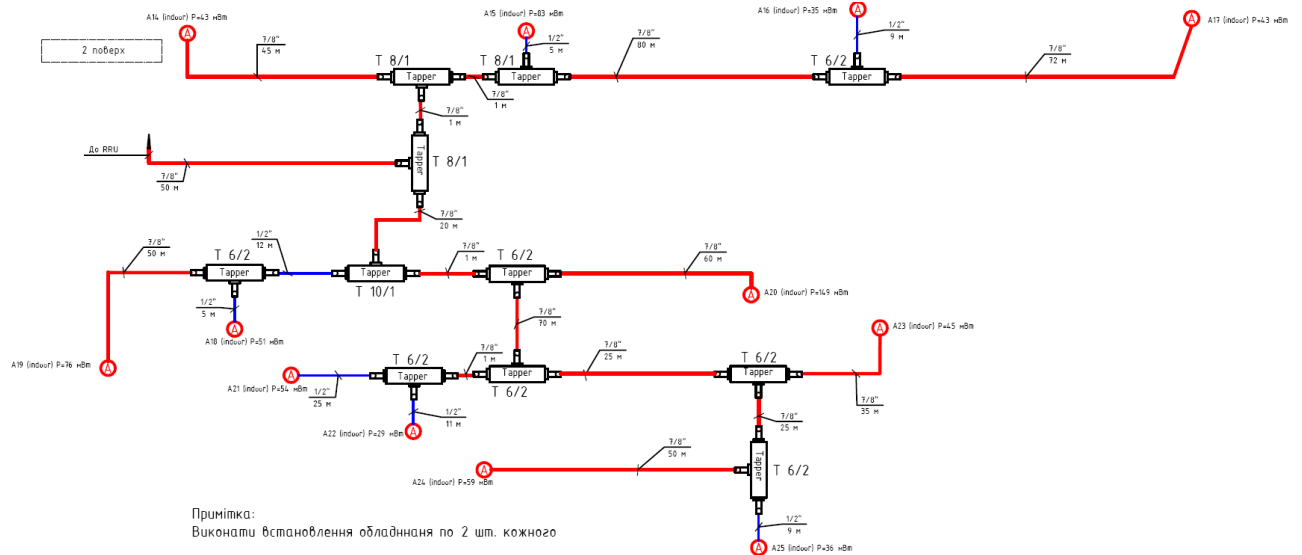 A14 (indoor) P=43 мВт
A15 (indoor) P=83 мВт
A16 (indoor) P=35 мВт
A17 (indoor) P=43 мВт
2 поверх
7/8"
45 м
1/2"
5 м
7/8"
80 м
1/2"
9 м
7/8"
72 м
T 8/1
T 8/1
T 6/2
Tapper
Tapper
Tapper
7/8"
1 м
7/8"
1 м
До RRU
7/8"
50 м
Tapper
T 8/1
7/8"
20 м
7/8"
50 м
T 6/2
1/2"
12 м
7/8"
1 м
T 6/2
7/8"
60 м
Tapper
Tapper
Tapper
T 10/1
1/2"
5 м
A18 (indoor) P=51 мВт
A20 (indoor) P=149 мВт
7/8"
70 м
A23 (indoor) P=45 мВт
A19 (indoor) P=76 мВт
T 6/2
7/8"
1 м
7/8"
25 м
T 6/2
Tapper
Tapper
Tapper
T 6/2
A21 (indoor) P=54 мВт
1/2"
25 м
1/2"
11 м
7/8"
35 м
A22 (indoor) P=29 мВт
7/8"
25 м
7/8"
50 м
Tapper
T 6/2
A24 (indoor) P=59 мВт
1/2"
9 м
A25 (indoor) P=36 мВт
Примітка:
Виконати встановлення обладннаня по 2 шт. кожного